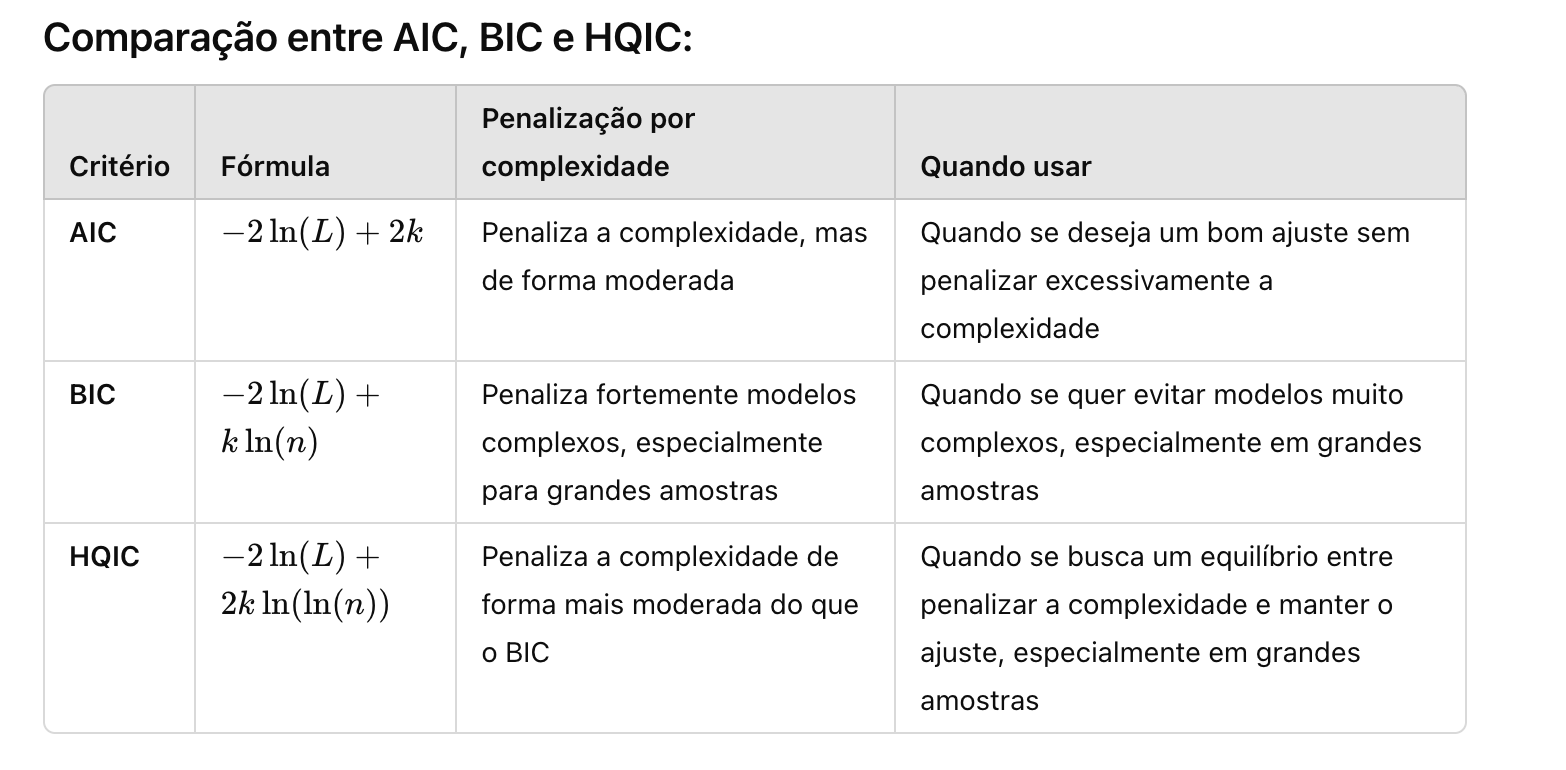 Comparação entre AIC, BIC e HQIC:
Critério
Fórmula
Penalização por
complexidade
Quando usar
AIC
−2 ln(L) + 2k
Penaliza a complexidade, mas
de forma moderada
Quando se deseja um bom ajuste sem
penalizar excessivamente a
complexidade
BIC
−2 ln(L) +
k ln(n)
Penaliza fortemente modelos
complexos, especialmente
para grandes amostras
Quando se quer evitar modelos muito
complexos, especialmente em grandes
amostras
HQIC
−2 ln(L) +
2k ln(ln(n))
Penaliza a complexidade de
forma mais moderada do que
o BIC
Quando se busca um equilíbrio entre
penalizar a complexidade e manter o
ajuste, especialmente em grandes
amostras